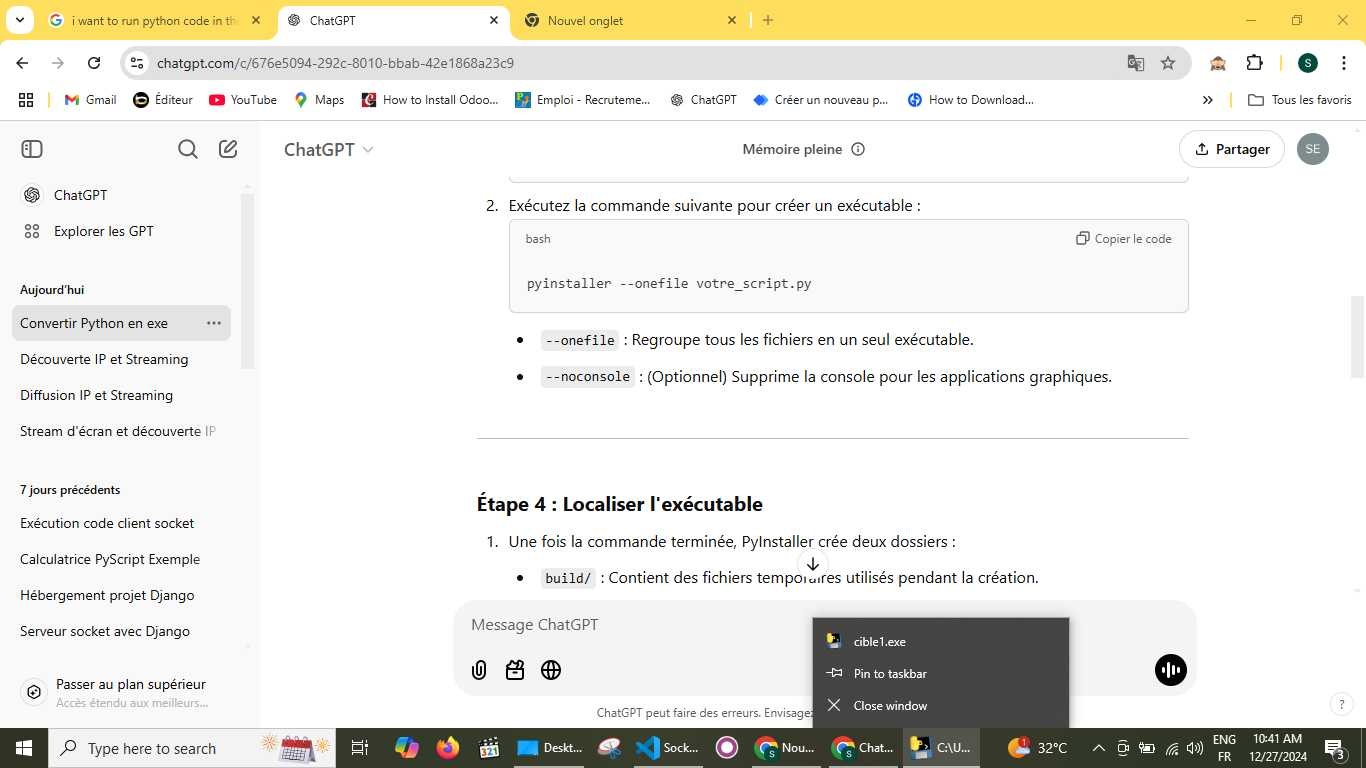 i want to run python code in the
ChatGPT
Nouvel onglet
chatgpt.com/c/676e5094-292c-8010-bbab-42e1868a23c9
S
Gmail
Éditeur
YouTube
Maps
How to Install Odoo...
Emploi - Recruteme...
ChatGPT
Créer un nouveau p...
How to Download...
Tous les favoris
ChatGPT
Mémoire pleine
Partager
SE
ChatGPT
Explorer les GPT
Aujourd'hui
Convertir Python en exe
Découverte IP et Streaming
Diffusion IP et Streaming
Stream d'écran et découverte IP
7 jours précédents
Exécution code client socket
Calculatrice PyScript Exemple
Hébergement projet Django
Serveur socket avec Django
Passer au plan supérieur
Accès étendu aux meilleurs...
2. Exécutez la commande suivante pour créer un exécutable :
bash
Copier le code
pyinstaller --onefile votre_script.py
--onefile : Regroupe tous les fichiers en un seul exécutable.
--noconsole : (Optionnel) Supprime la console pour les applications graphiques.
Étape 4 : Localiser l'exécutable
1. Une fois la commande terminée, PyInstaller crée deux dossiers :
build/ : Contient des fichiers temporaires utilisés pendant la création.
Message ChatGPT
ChatGPT peut faire des erreurs. Envisagez
?
cible1.exe
Pin to taskbar
Close window
Type here to search
321
Deskt...
Sock...
Nou...
Chat...
C:\U...
32°C
ENG
FR
10:41 AM
12/27/2024
3